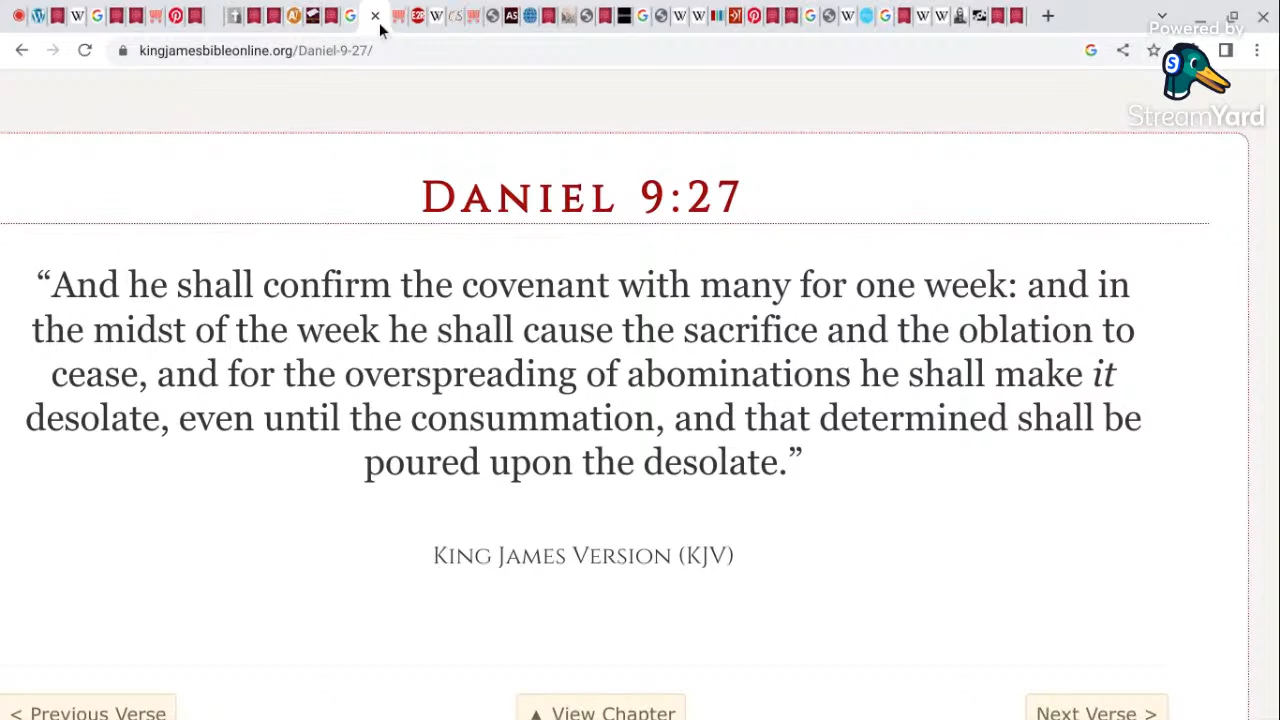 kingjamesbibleonline.org/Daniel-9-27/
Powered by
StreamYard
DANIEL 9:27
“And he shall confirm the covenant with many for one week: and in
the midst of the week he shall cause the sacrifice and the oblation to
cease, and for the overspreading of abominations he shall make it
desolate, even until the consummation, and that determined shall be
poured upon the desolate.”
KING JAMES VERSION (KJV)
< Previous Verse
▲ View Chapter
Next Verse >